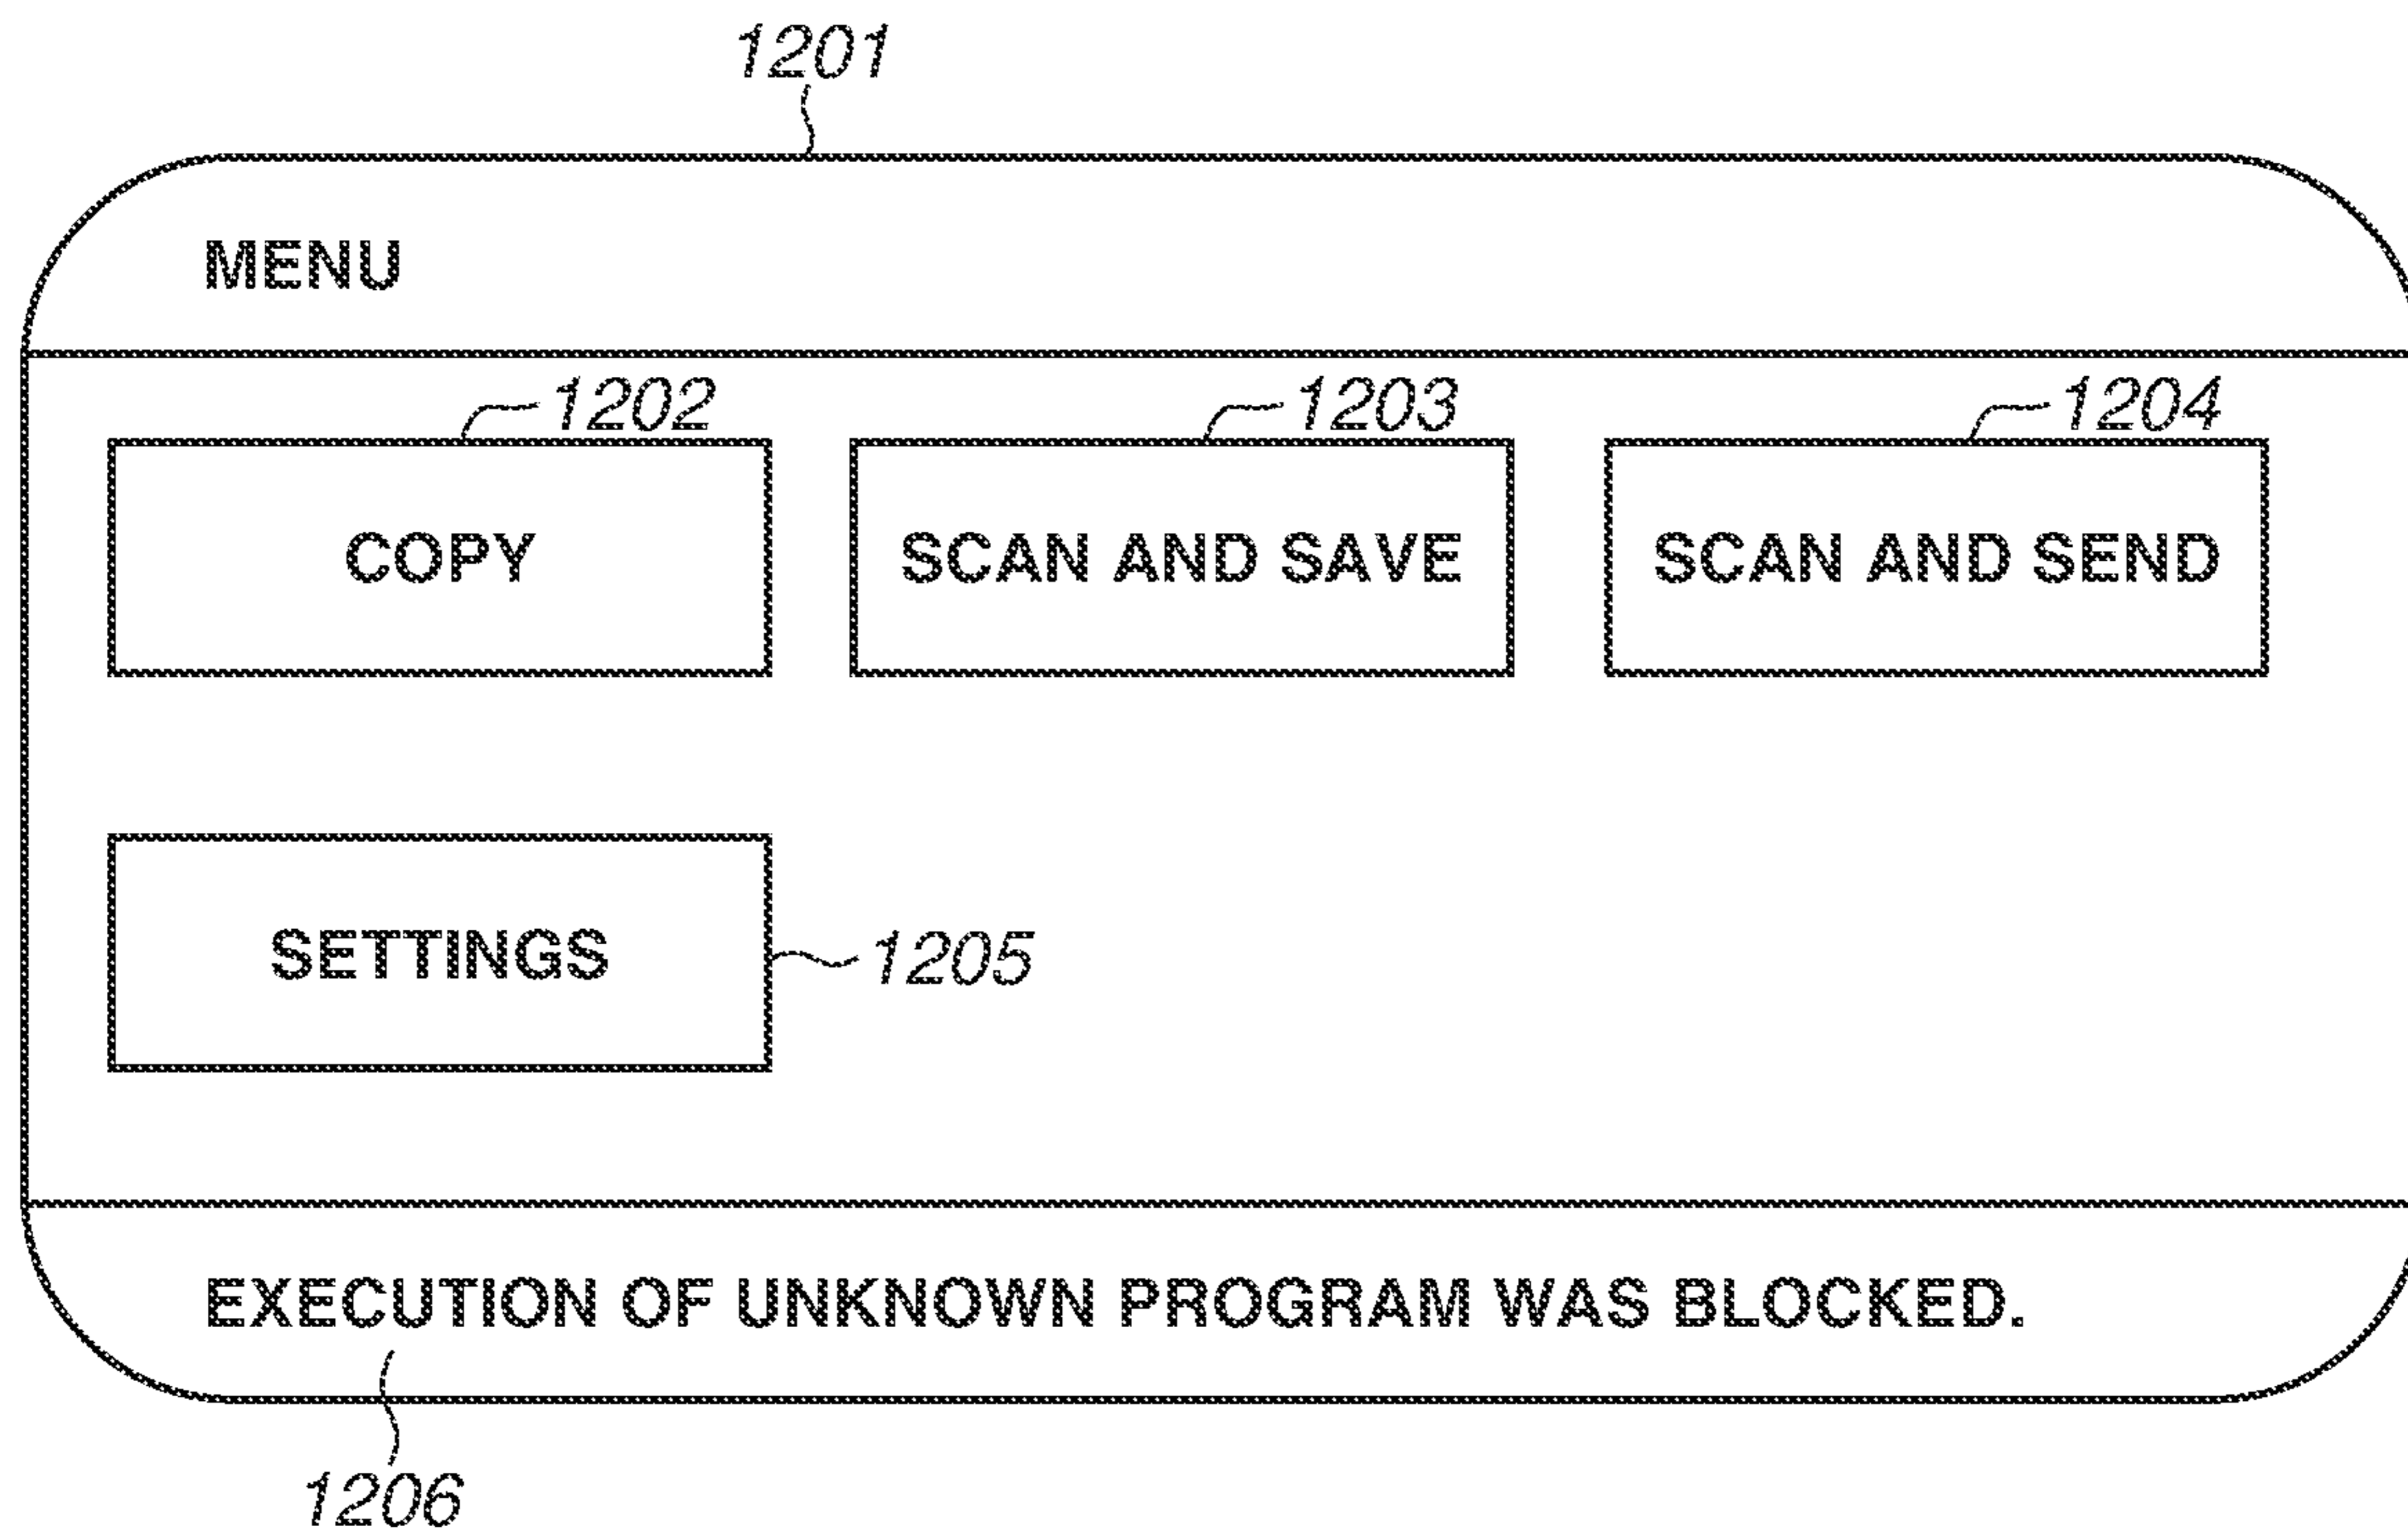 1201
MENU
1202 1203 1204
COPY SCAN AND SAVE SCAN AND SEND
SETTINGS 1205
EXECUTION OF UNKNOWN PROGRAM WAS BLOCKED.
1206